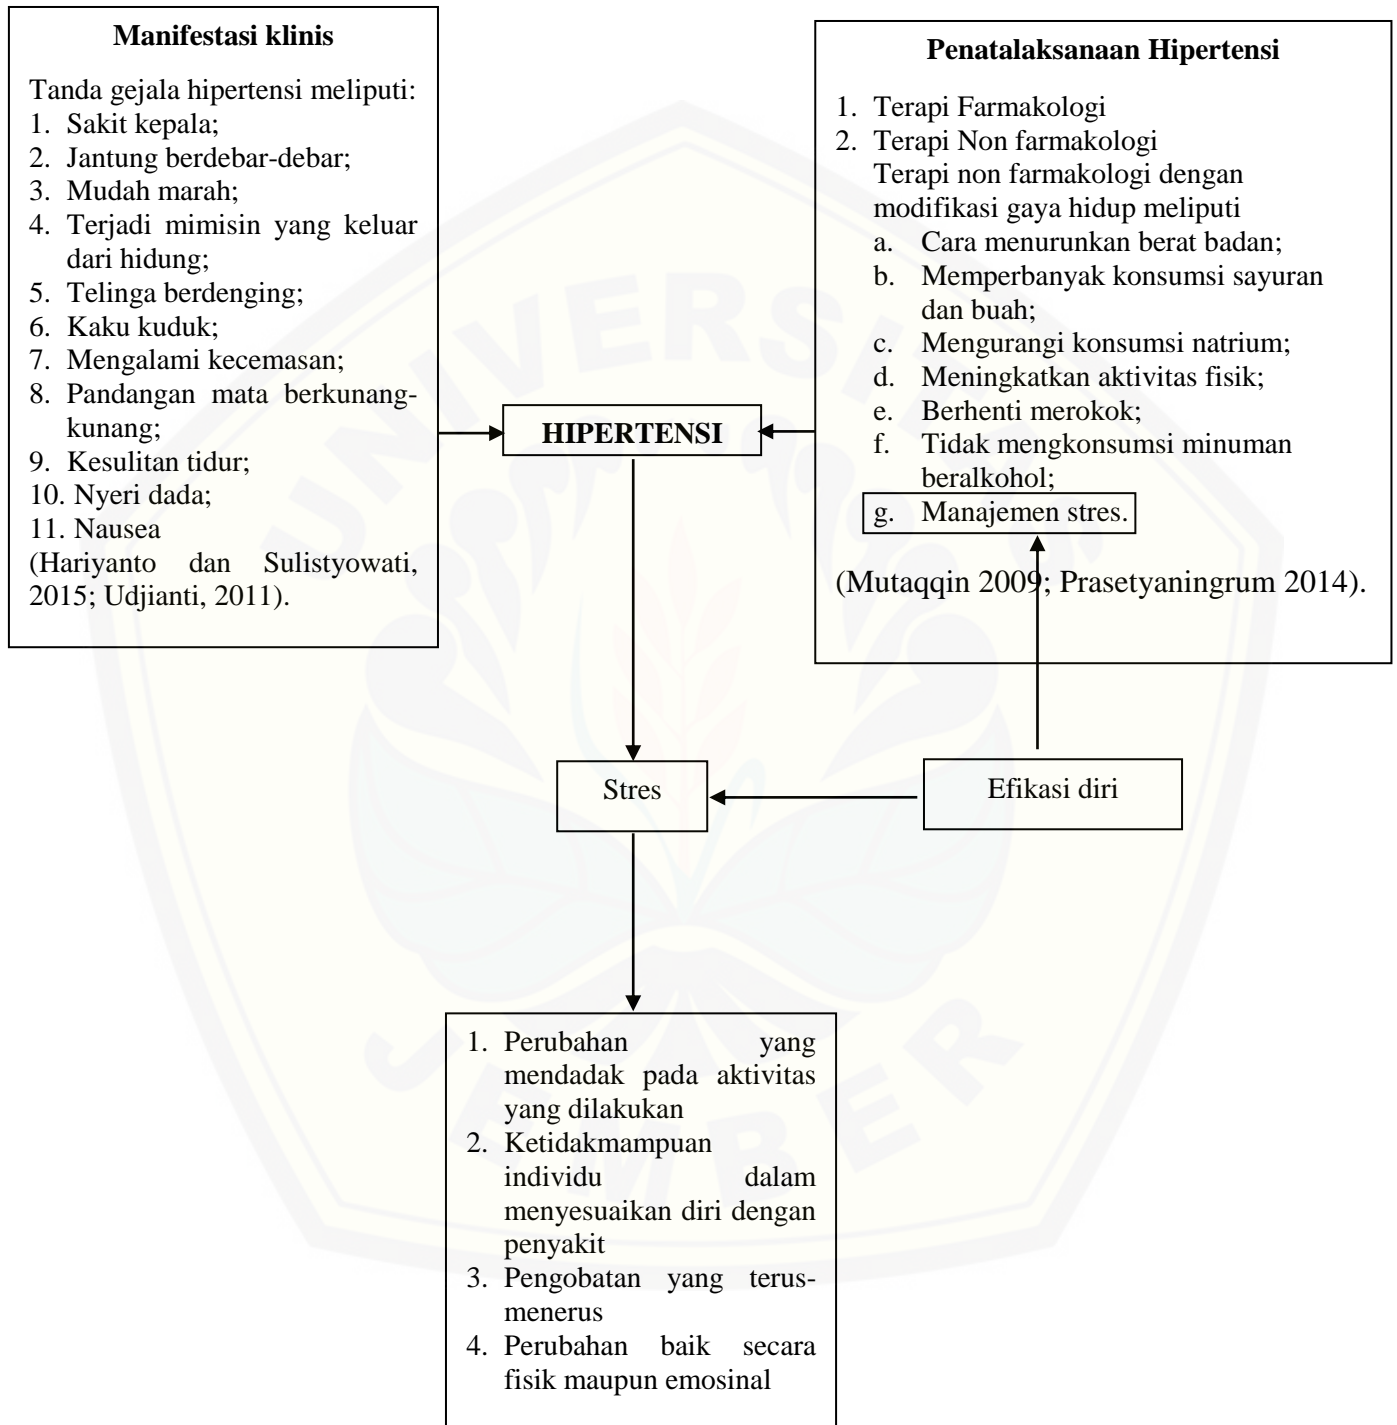 Manifestasi klinis
Tanda gejala hipertensi meliputi:
1. Sakit kepala;
2. Jantung berdebar-debar;
3. Mudah marah;
4. Terjadi mimisin yang keluar
dari hidung;
5. Telinga berdenging;
6. Kaku kuduk;
7. Mengalami kecemasan;
8. Pandangan mata berkunang-
kunang;
9. Kesulitan tidur;
10. Nyeri dada;
11. Nausea
(Hariyanto dan Sulistyowati,
2015; Udjianti, 2011).
Penatalaksanaan Hipertensi
1. Terapi Farmakologi
2. Terapi Non farmakologi
Terapi non farmakologi dengan
modifikasi gaya hidup meliputi
a. Cara menurunkan berat badan;
b. Memperbanyak konsumsi sayuran
dan buah;
c. Mengurangi konsumsi natrium;
d. Meningkatkan aktivitas fisik;
e. Berhenti merokok;
f. Tidak mengkonsumsi minuman
beralkohol;
g. Manajemen stres.
(Mutaqqin 2009; Prasetyaningrum 2014).
HIPERTENSI
Stres
Efikasi diri
1. Perubahan yang
mendadak pada aktivitas
yang dilakukan
2. Ketidakmampuan
individu dalam
menyesuaikan diri dengan
penyakit
3. Pengobatan yang terus-
menerus
4. Perubahan baik secara
fisik maupun emosinal
UNIVERSITAS
JEMBER